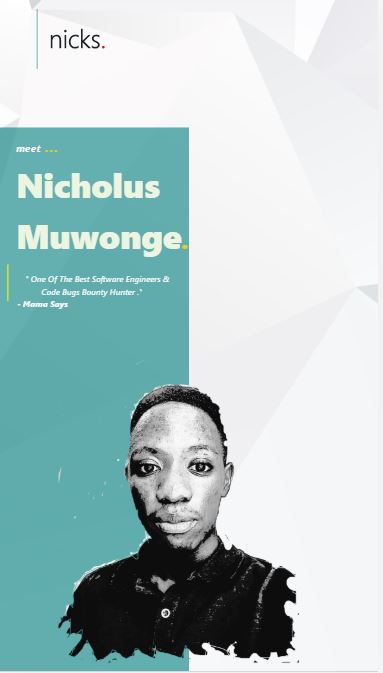 nicks.
meet ...
Nicholus
Muwonge.
" One Of The Best Software Engineers &
Code Bugs Bounty Hunter ."
- Mama Says